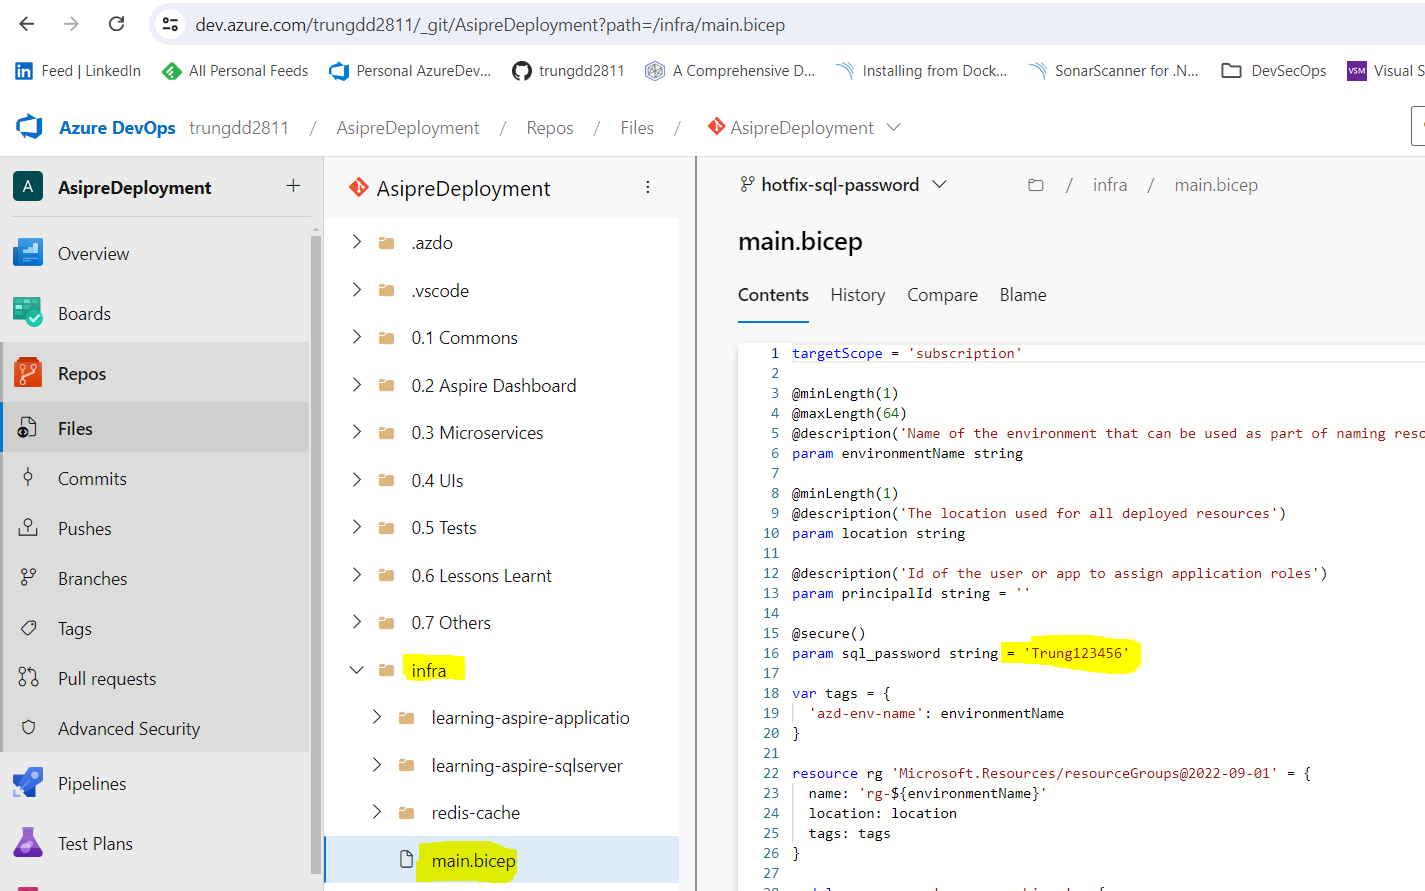 dev.azure.com/trungdd2811/_git/AsipreDeployment?path=/infra/main.bicep
Feed | LinkedIn
All Personal Feeds
Personal AzureDev...
trungdd2811
A Comprehensive D...
Installing from Dock...
SonarScanner for .N...
DevSecOps
VSM
Visual S
Azure DevOps trungdd2811 / AsipreDeployment / Repos / Files / AsipreDeployment
A AsipreDeployment +
Overview
Boards
Repos
Files
Commits
Pushes
Branches
Tags
Pull requests
Advanced Security
Pipelines
Test Plans
AsipreDeployment
.azdo
.vscode
0.1 Commons
0.2 Aspire Dashboard
0.3 Microservices
0.4 UIs
0.5 Tests
0.6 Lessons Learnt
0.7 Others
infra
learning-aspire-applicatio
learning-aspire-sqlserver
redis-cache
main.bicep
hotfix-sql-password / infra / main.bicep
main.bicep
Contents History Compare Blame
1 targetScope = 'subscription'
2
3 @minLength(1)
4 @maxLength(64)
5 @description('Name of the environment that can be used as part of naming reso
6 param environmentName string
7
8 @minLength(1)
9 @description('The location used for all deployed resources')
10 param location string
11
12 @description('Id of the user or app to assign application roles')
13 param principalId string = ''
14
15 @secure()
16 param sql_password string = 'Trung123456'
17
18 var tags = {
19 'azd-env-name': environmentName
20 }
21
22 resource rg 'Microsoft.Resources/resourceGroups@2022-09-01' = {
23 name: 'rg-${environmentName}'
24 location: location
25 tags: tags
26 }
27